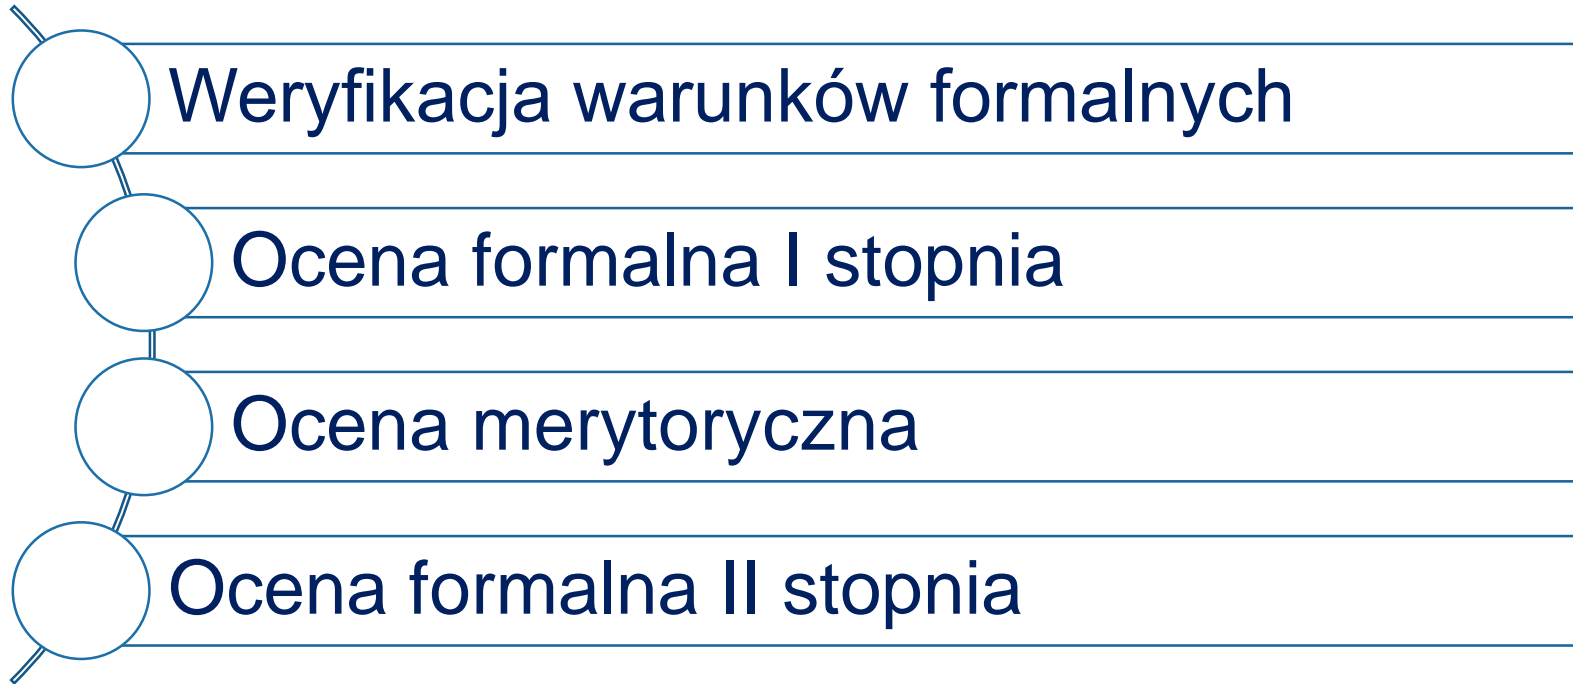 Weryfikacja warunków formalnych
Ocena formalna I stopnia
Ocena merytoryczna
Ocena formalna II stopnia